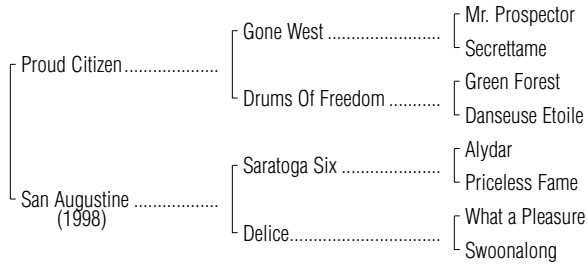 Mr. Prospector
Gone West
Secrettame
Proud Citizen
Green Forest
Drums Of Freedom
Danseuse Etoile
Alydar
Saratoga Six
Priceless Fame
San Augustine
(1998)
What a Pleasure
Delice
Swoonalong